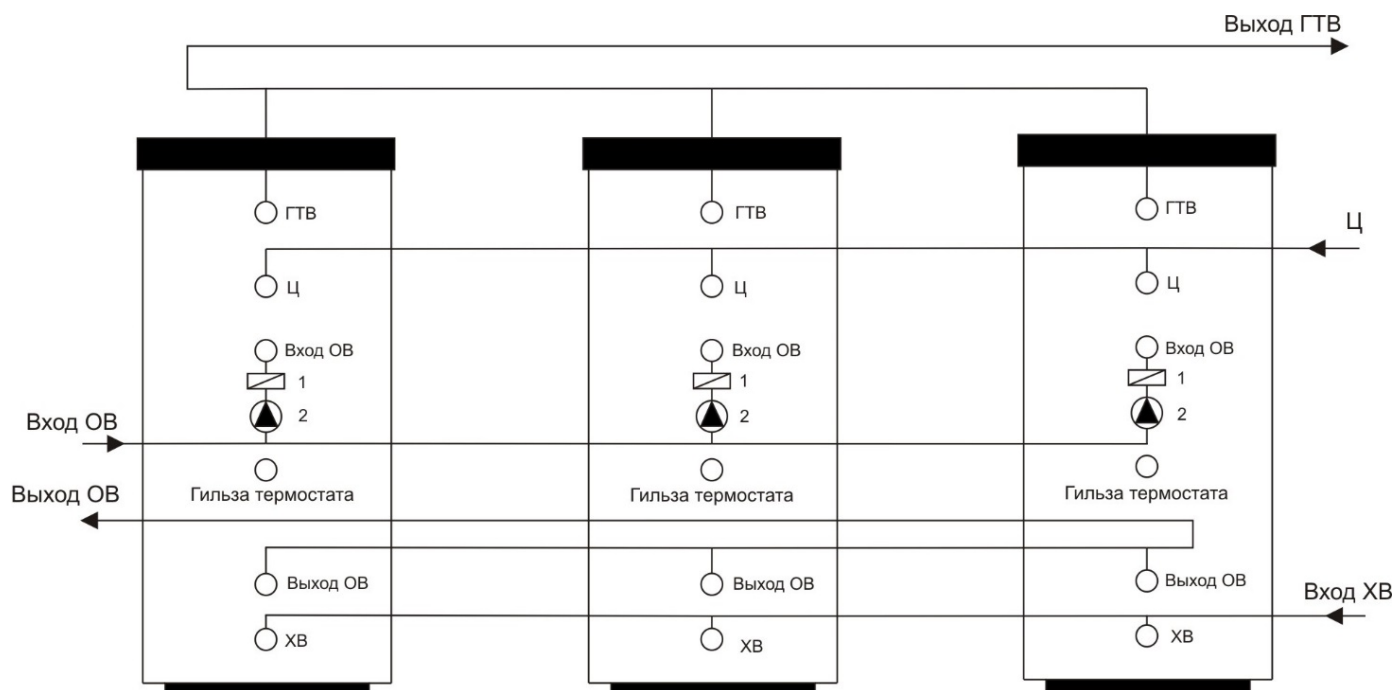 Выход ГТВ
ГТВ
ГТВ
ГТВ
Ц
Ц
Ц
Ц
Вход ОВ
Вход ОВ
Вход ОВ
1
1
1
2
2
2
Вход ОВ
Гильза термостата
Гильза термостата
Гильза термостата
Выход ОВ
Выход ОВ
Выход ОВ
Выход ОВ
Вход ХВ
ХВ
ХВ
ХВ